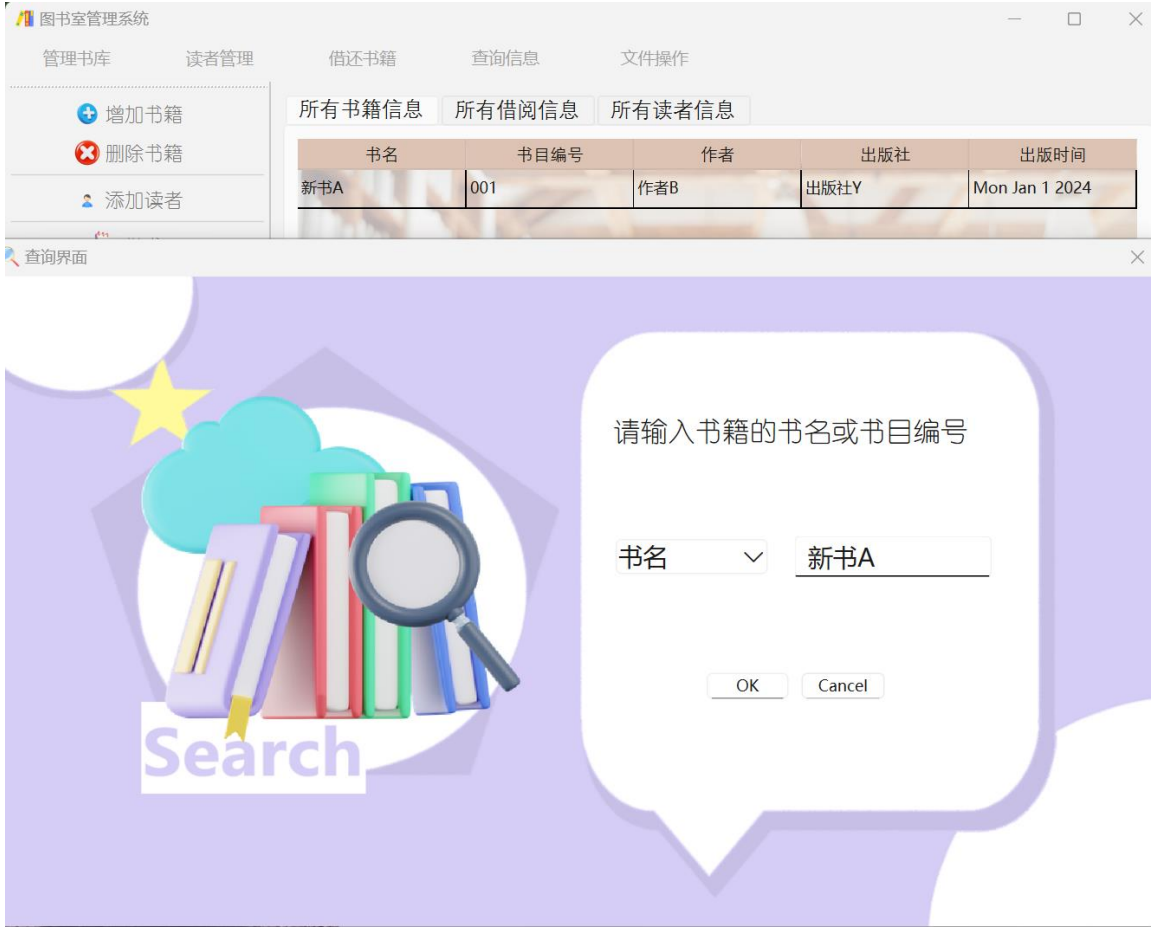 图书室管理系统
管理书库 读者管理 借还书籍 查询信息 文件操作
增加书籍
删除书籍
添加读者
所有书籍信息 所有借阅信息 所有读者信息
书名 书目编号 作者 出版社 出版时间
新书A 001 作者B 出版社Y Mon Jan 1 2024
查询界面
请输入书籍的书名或书目编号
书名 新书A
OK Cancel
Search